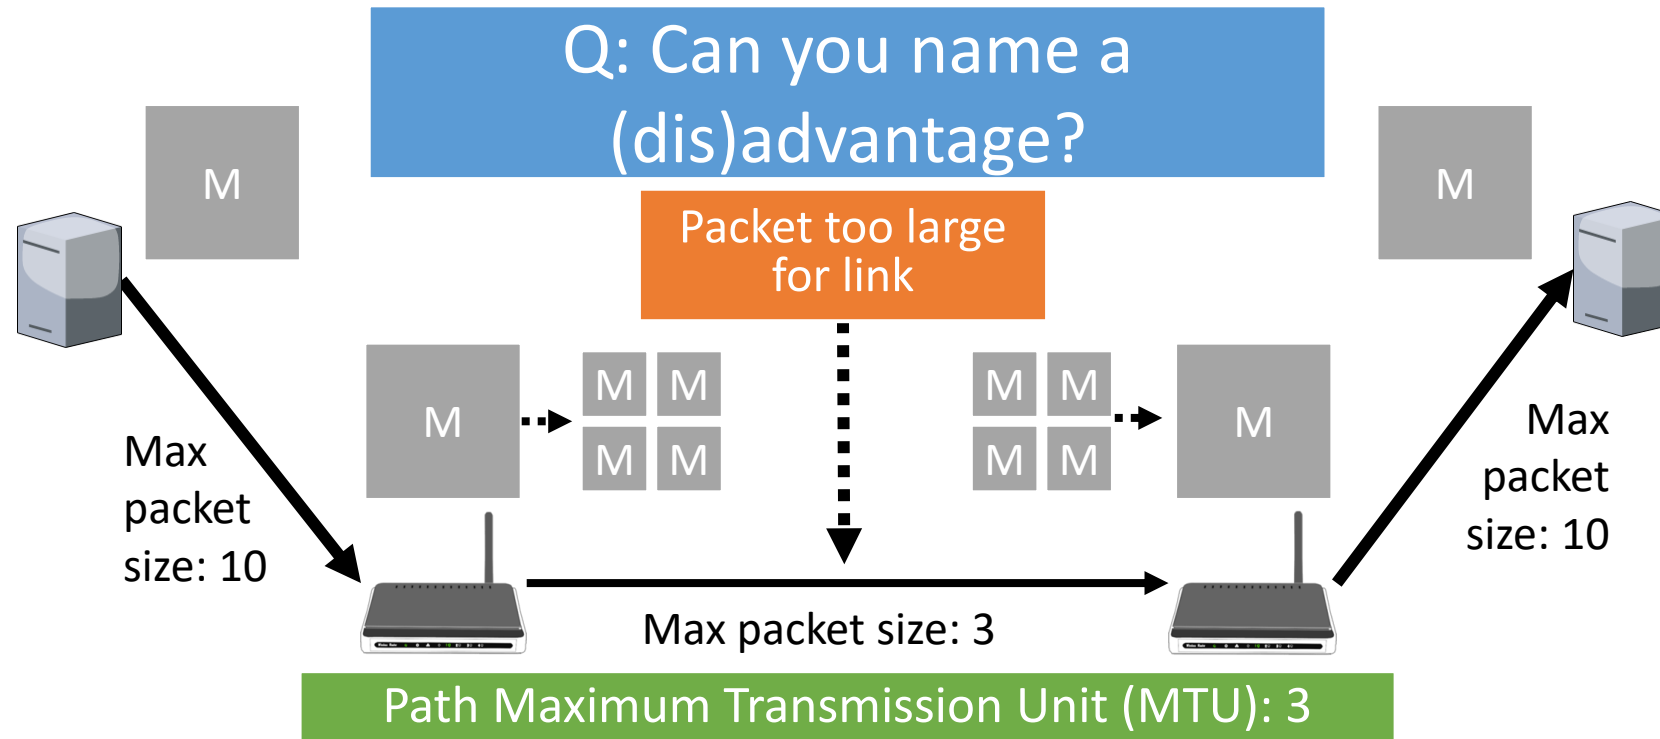 Q: Can you name a
(dis)advantage?
M
M
Packet too large
for link
M
M M
M M
M M
M M
M
Max
packet
size: 10
Max
packet
size: 10
Max packet size: 3
Path Maximum Transmission Unit (MTU): 3